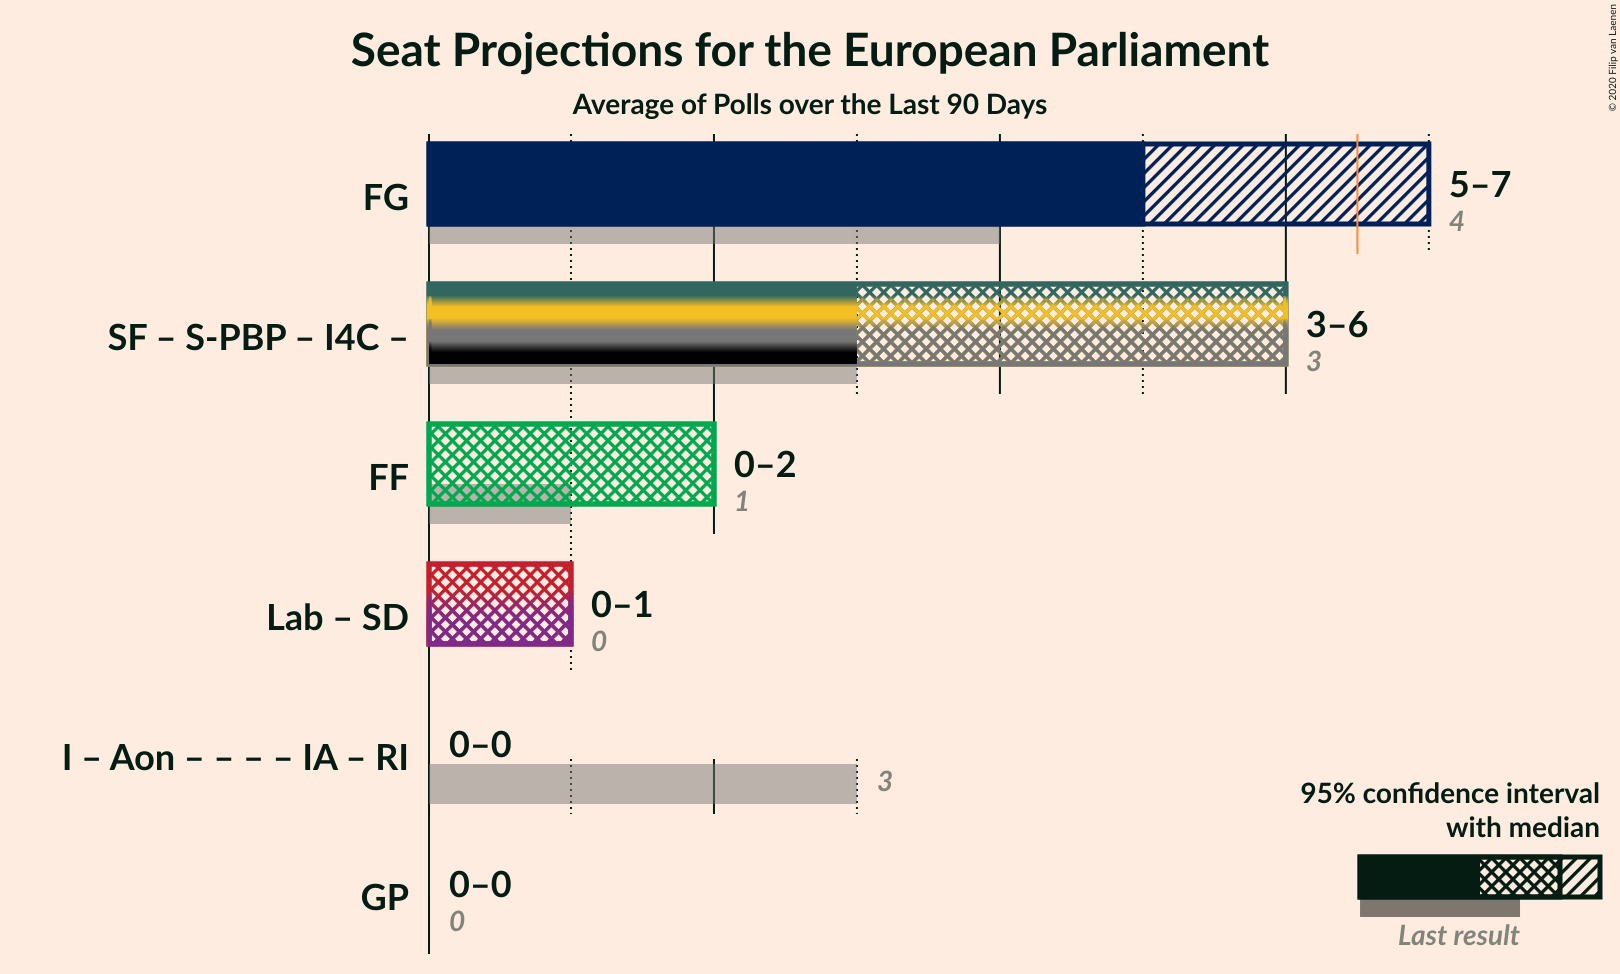 Seat Projections for the European Parliament
Average of Polls over the Last 90 Days
© 2020 Filip van Laenen
FG
5–7
4
SF – S-PBP – I4C –
3–6
3
FF
0–2
1
Lab – SD
0–1
0
I – Aon – – – – IA – RI
0–0
3
GP
0–0
0
95% confidence interval
with median
Last result